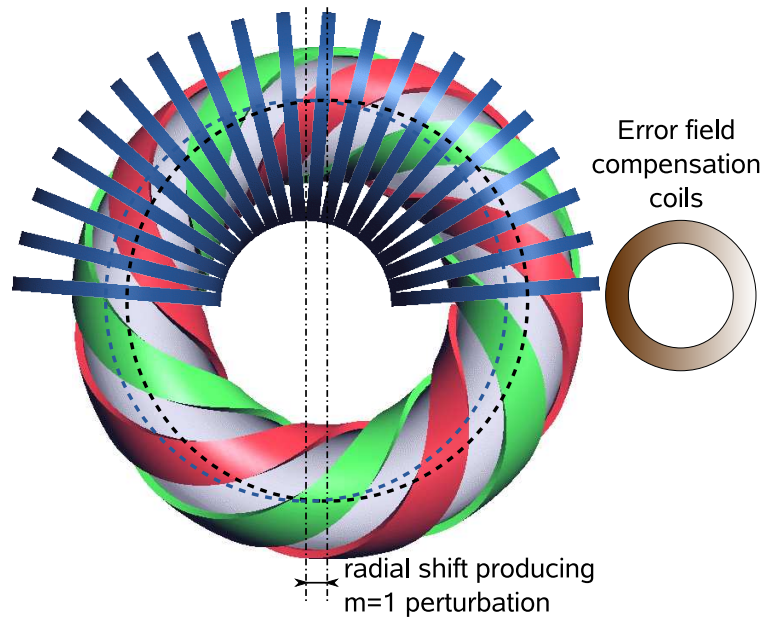 Error field
compensation
coils
radial shift producing
m=1 perturbation